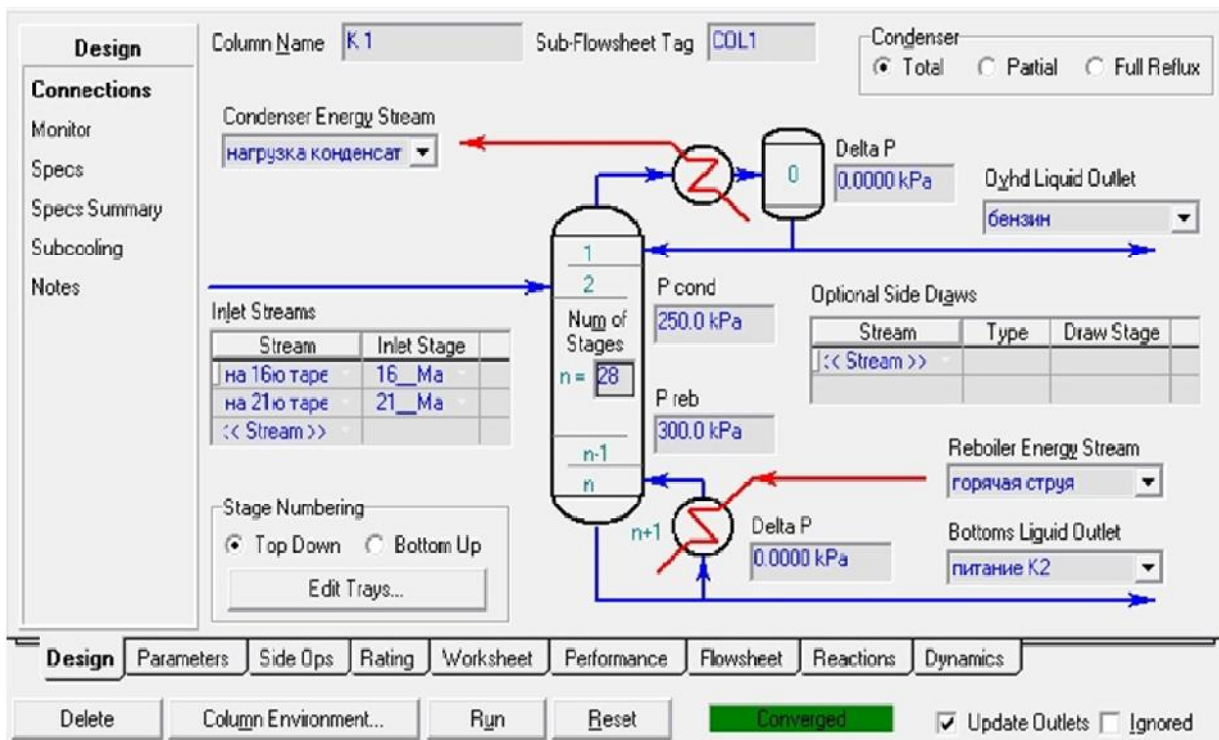 Design
Connections
Monitor
Specs
Specs Summary
Subcooling
Notes
Column Name К 1 Sub-Flowsheet Tag COL1
Condenser
Total Partial Full Reflux
Condenser Energy Stream
нагрузка конденсат
0
Delta P
0.0000 kPa
Ovhd Liquid Outlet
бензин
1
2
Num of
Stages
n = 28
n-1
n
n+1
P cond
250.0 kPa
P reb
300.0 kPa
Inlet Streams
Stream Inlet Stage
на 16ю таре 16__Ma
на 21ю таре 21__Ma
<< Stream >>
Optional Side Draws
Stream Type Draw Stage
<< Stream >>
Stage Numbering
Top Down Bottom Up
Edit Trays...
Delta P
0.0000 kPa
Reboiler Energy Stream
горячая струя
Bottoms Liquid Outlet
питание К2
Design Parameters Side Ops Rating Worksheet Performance Flowsheet Reactions Dynamics
Delete Column Environment... Run Reset Converged Update Outlets Ignored